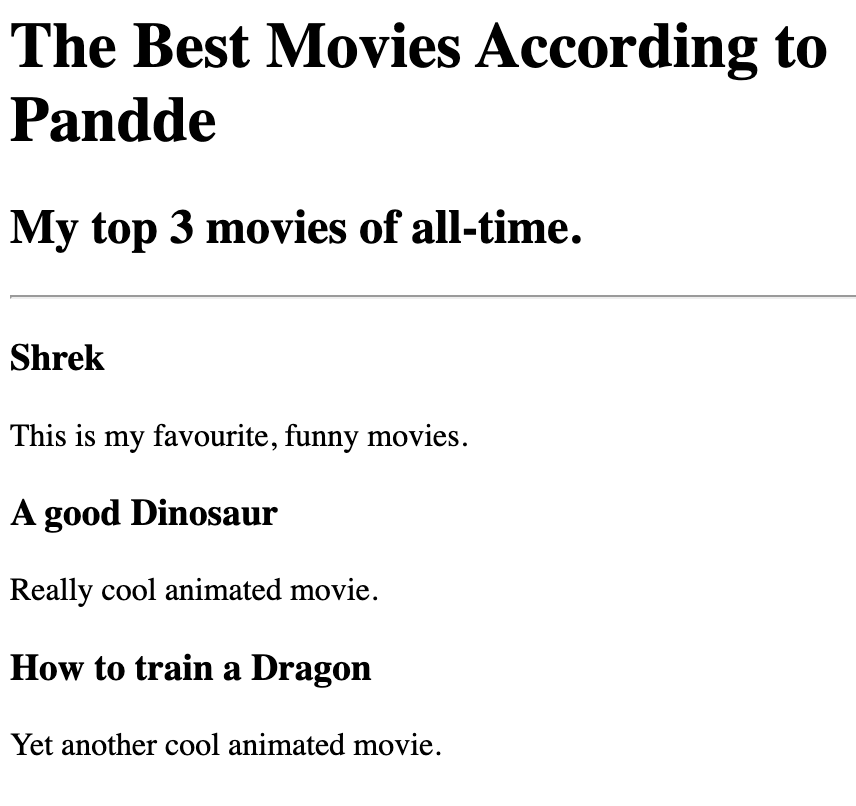 The Best Movies According to
Pandde
My top 3 movies of all-time.
Shrek
This is my favourite, funny movies.
A good Dinosaur
Really cool animated movie.
How to train a Dragon
Yet another cool animated movie.